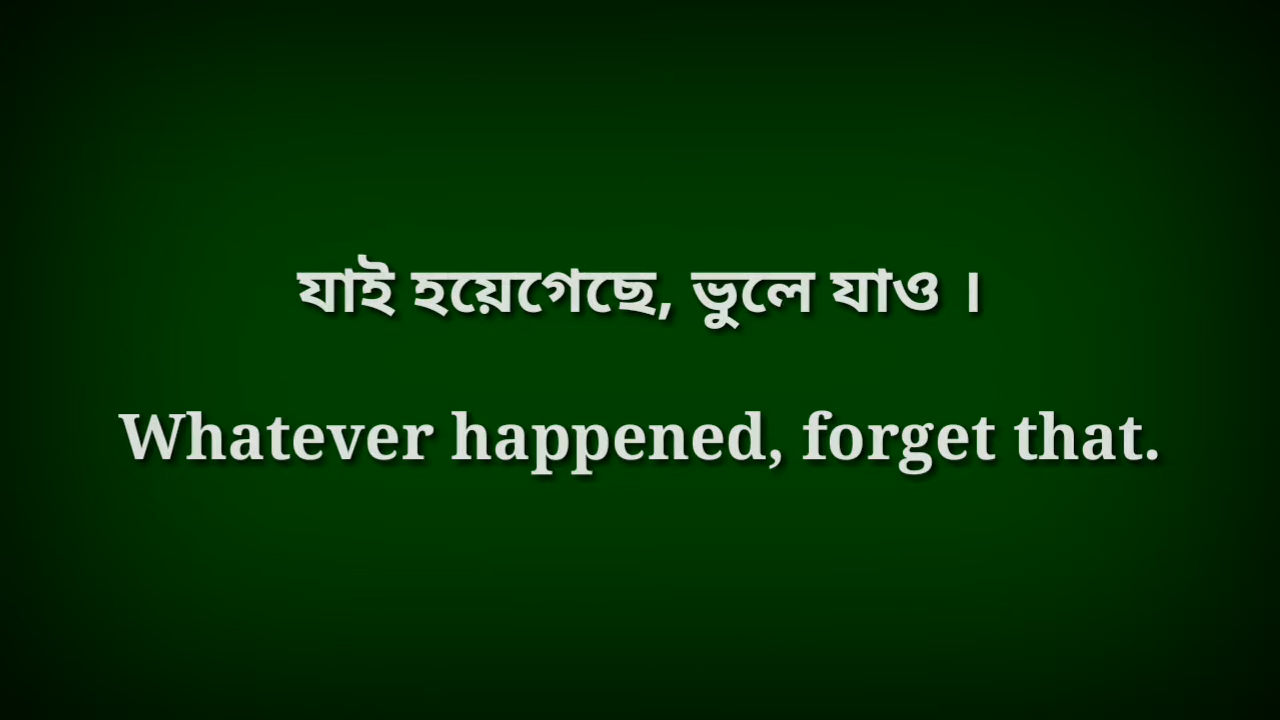 যাই হয়েগেছে, ভুলে যাও ।
Whatever happened, forget that.